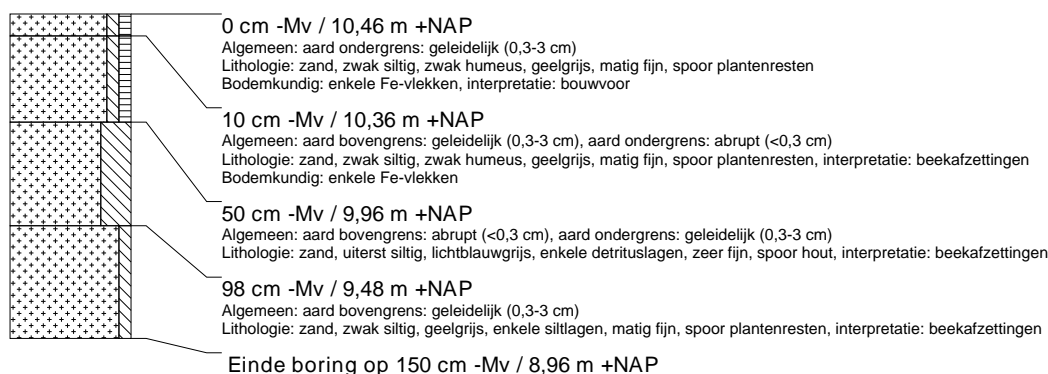 0 cm -Mv / 10,46 m +NAP
Algemeen: aard ondergrens: geleidelijk (0,3-3 cm)
Lithologie: zand, zwak siltig, zwak humeus, geelgrijs, matig fijn, spoor plantenresten
Bodemkundig: enkele Fe-vlekken, interpretatie: bouwvoor
10 cm -Mv / 10,36 m +NAP
Algemeen: aard bovengrens: geleidelijk (0,3-3 cm), aard ondergrens: abrupt (<0,3 cm)
Lithologie: zand, zwak siltig, zwak humeus, geelgrijs, matig fijn, spoor plantenresten, interpretatie: beekafzettingen
Bodemkundig: enkele Fe-vlekken
50 cm -Mv / 9,96 m +NAP
Algemeen: aard bovengrens: abrupt (<0,3 cm), aard ondergrens: geleidelijk (0,3-3 cm)
Lithologie: zand, uiterst siltig, lichtblauwgrijs, enkele detrituslagen, zeer fijn, spoor hout, interpretatie: beekafzettingen
98 cm -Mv / 9,48 m +NAP
Algemeen: aard bovengrens: geleidelijk (0,3-3 cm)
Lithologie: zand, zwak siltig, geelgrijs, enkele siltlagen, matig fijn, spoor plantenresten, interpretatie: beekafzettingen
Einde boring op 150 cm -Mv / 8,96 m +NAP